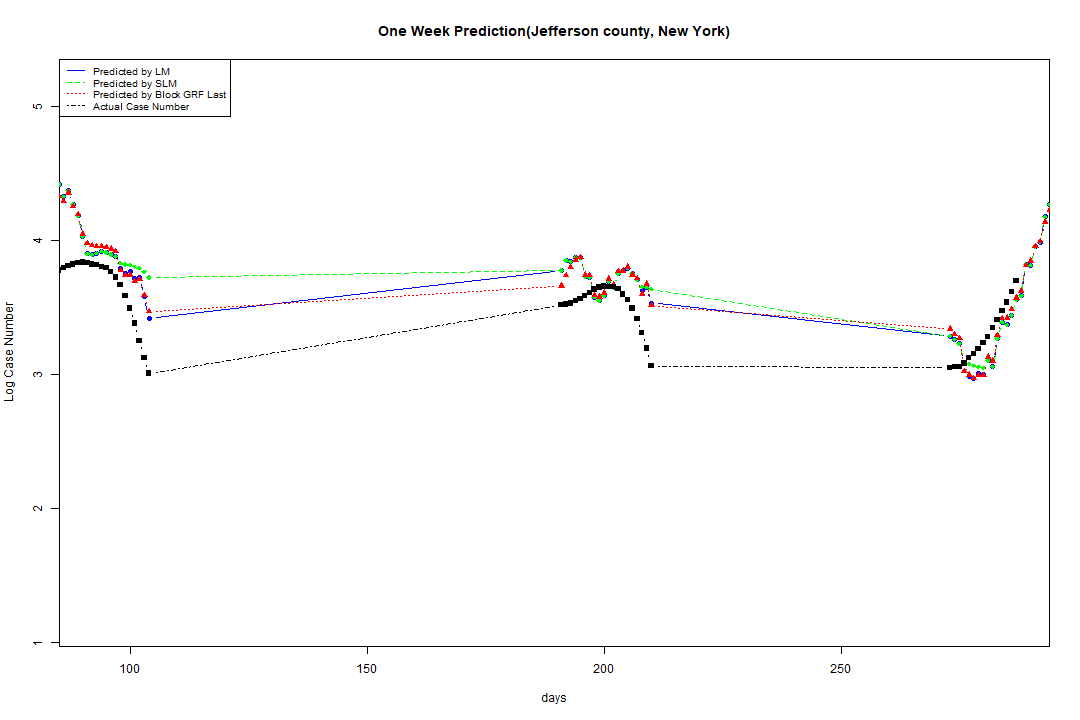 One Week Prediction(Jefferson county, New York)
Predicted by LM
Predicted by SLM
Predicted by Block GRF Last
Actual Case Number
5
4
3
2
1
Log Case Number
100
150
200
250
days